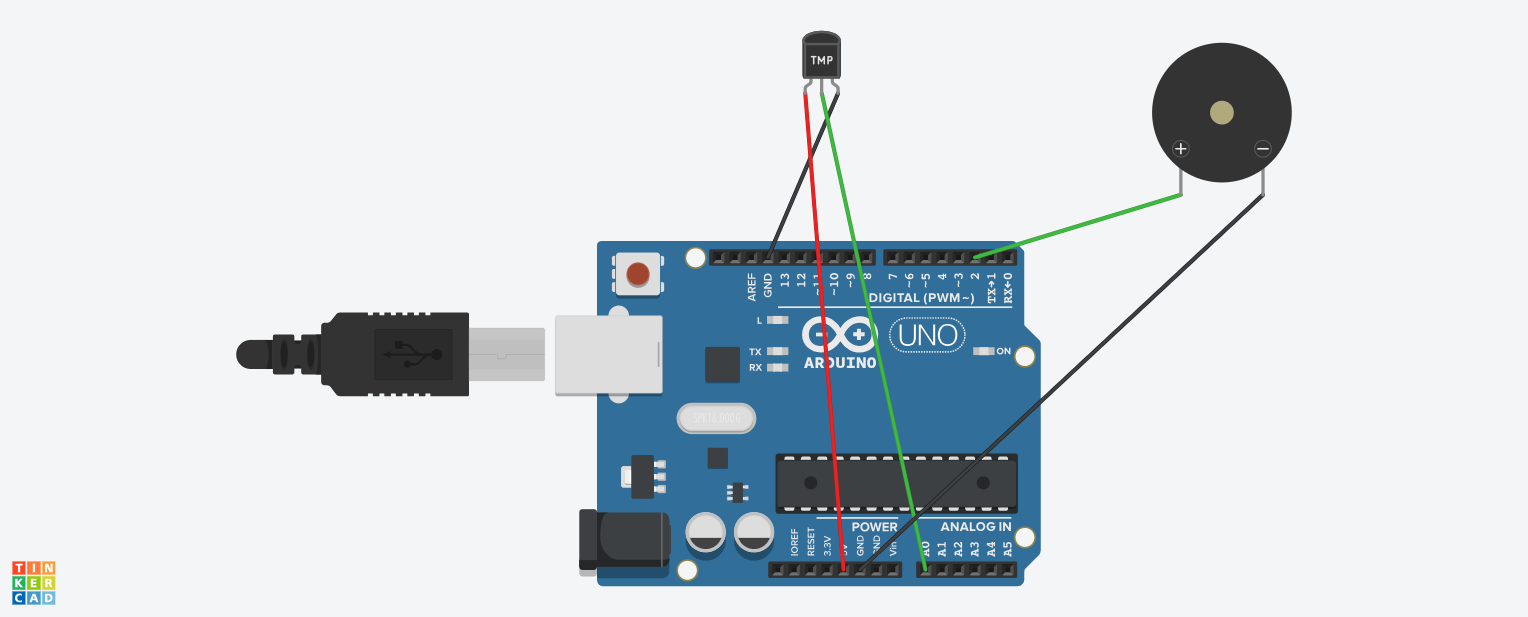 TMP
+
−
AREF
GND
13
12
~11
~10
~9
8
7
~6
~5
4
~3
2
TX→1
RX←0
DIGITAL (PWM~)
L
TX
RX
ARDUINO
UNO
ON
SPK16.000G
POWER
ANALOG IN
IOREF
RESET
3.3V
5V
GND
GND
Vin
A0
A1
A2
A3
A4
A5
TIN
KER
CAD